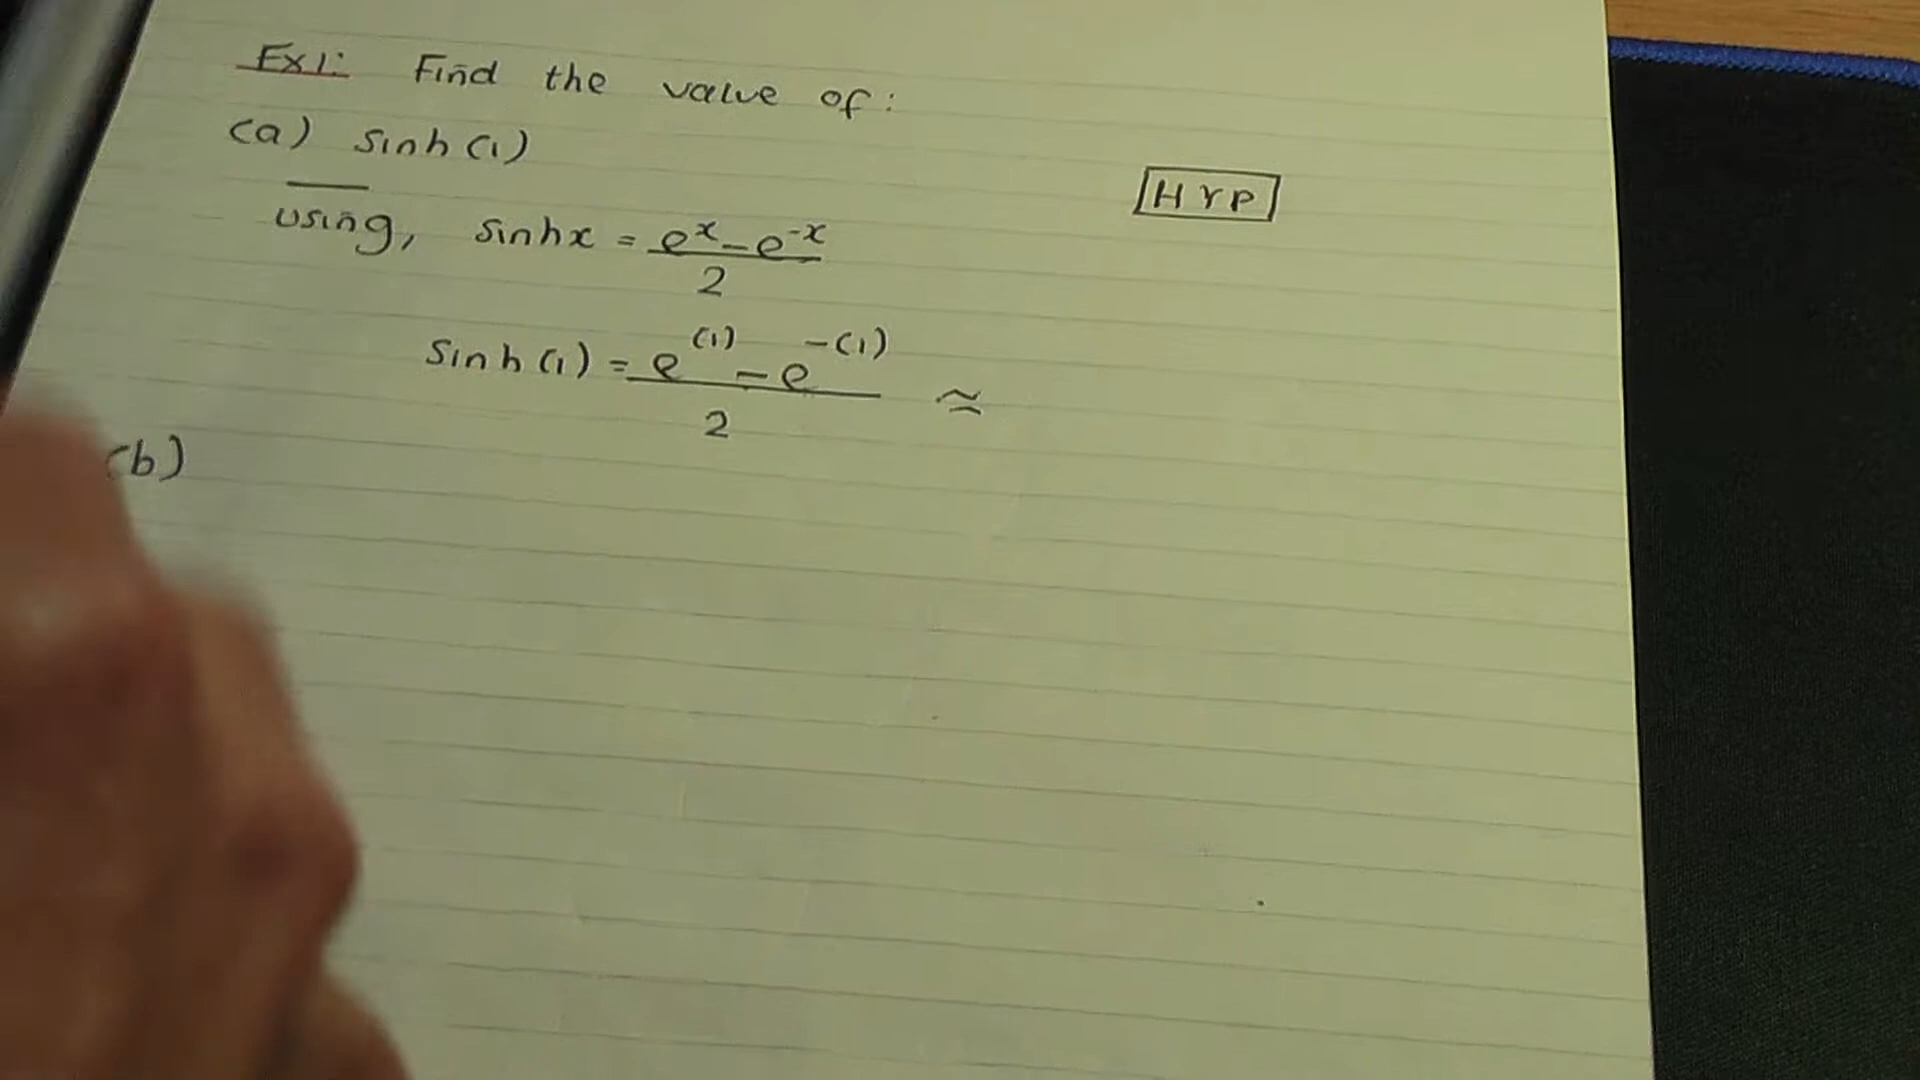 Ex1: Find the value of:
(a) sinh(1)
HYP
using, sinhx = e^x - e^-x / 2
sinh(1) = e^(1) - e^-(1) / 2 ≃
(b)